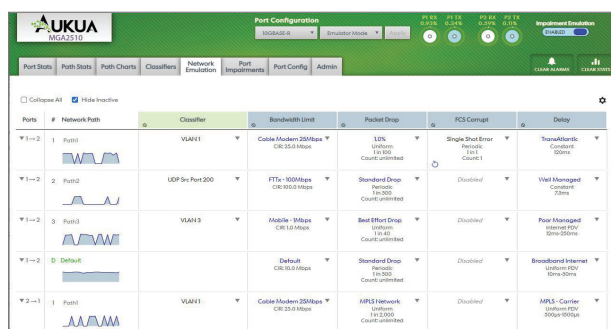 AUKUA
MGA2510
Port Configuration
10GBASE-R
Emulator Mode
Apply
P1 RX
0.93%
P1 TX
0.54%
P2 RX
0.59%
P2 TX
0.11%
Impairment Emulation
ENABLED
Port Stats
Path Stats
Path Charts
Classifiers
Network
Emulation
Port
Impairments
Port Config
Admin
CLEAR ALARMS
CLEAR STATS
Collapse All
Hide Inactive
Ports # Network Path Classifier Bandwidth Limit Packet Drop FCS Corrupt Delay
1→2 1 Path1 VLAN 1 Cable Modem 25Mbps 1.0% Single Shot Error TransAtlantic
CIR: 25.0 Mbps Uniform Periodic Constant
1 in 100 1 in 1 120ms
Count: unlimited Count: 1
1→2 2 Path2 UDP Src Port 200 FTTx - 100Mbps Standard Drop Disabled Well Managed
CIR: 100.0 Mbps Periodic Constant
1 in 500 7.3ms
Count: unlimited
1→2 3 Path3 VLAN 3 Mobile - 1Mbps Best Effort Drop Disabled Poor Managed
CIR: 1.0 Mbps Uniform Internet PDV
1 in 40 12ms-250ms
Count: unlimited
1→2 D Default Default Standard Drop Disabled Broadband Internet
CIR: 10.0 Mbps Periodic Uniform PDV
1 in 500 10ms-50ms
Count: unlimited
2→1 1 Path1 VLAN 1 Cable Modem 25Mbps MPLS Network Disabled MPLS - Carrier
CIR: 25.0 Mbps Uniform Uniform PDV
1 in 2,000 500µs-1500µs
Count: unlimited